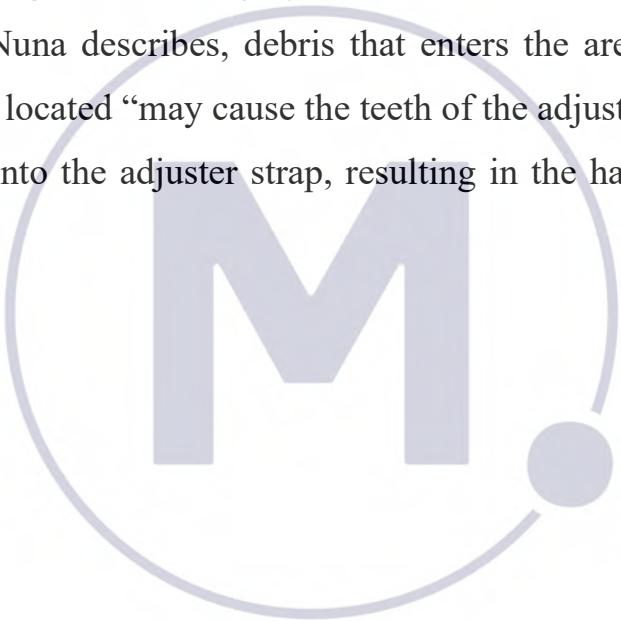 Nuna describes, debris that enters the are
located “may cause the teeth of the adjust
nto the adjuster strap, resulting in the ha
M